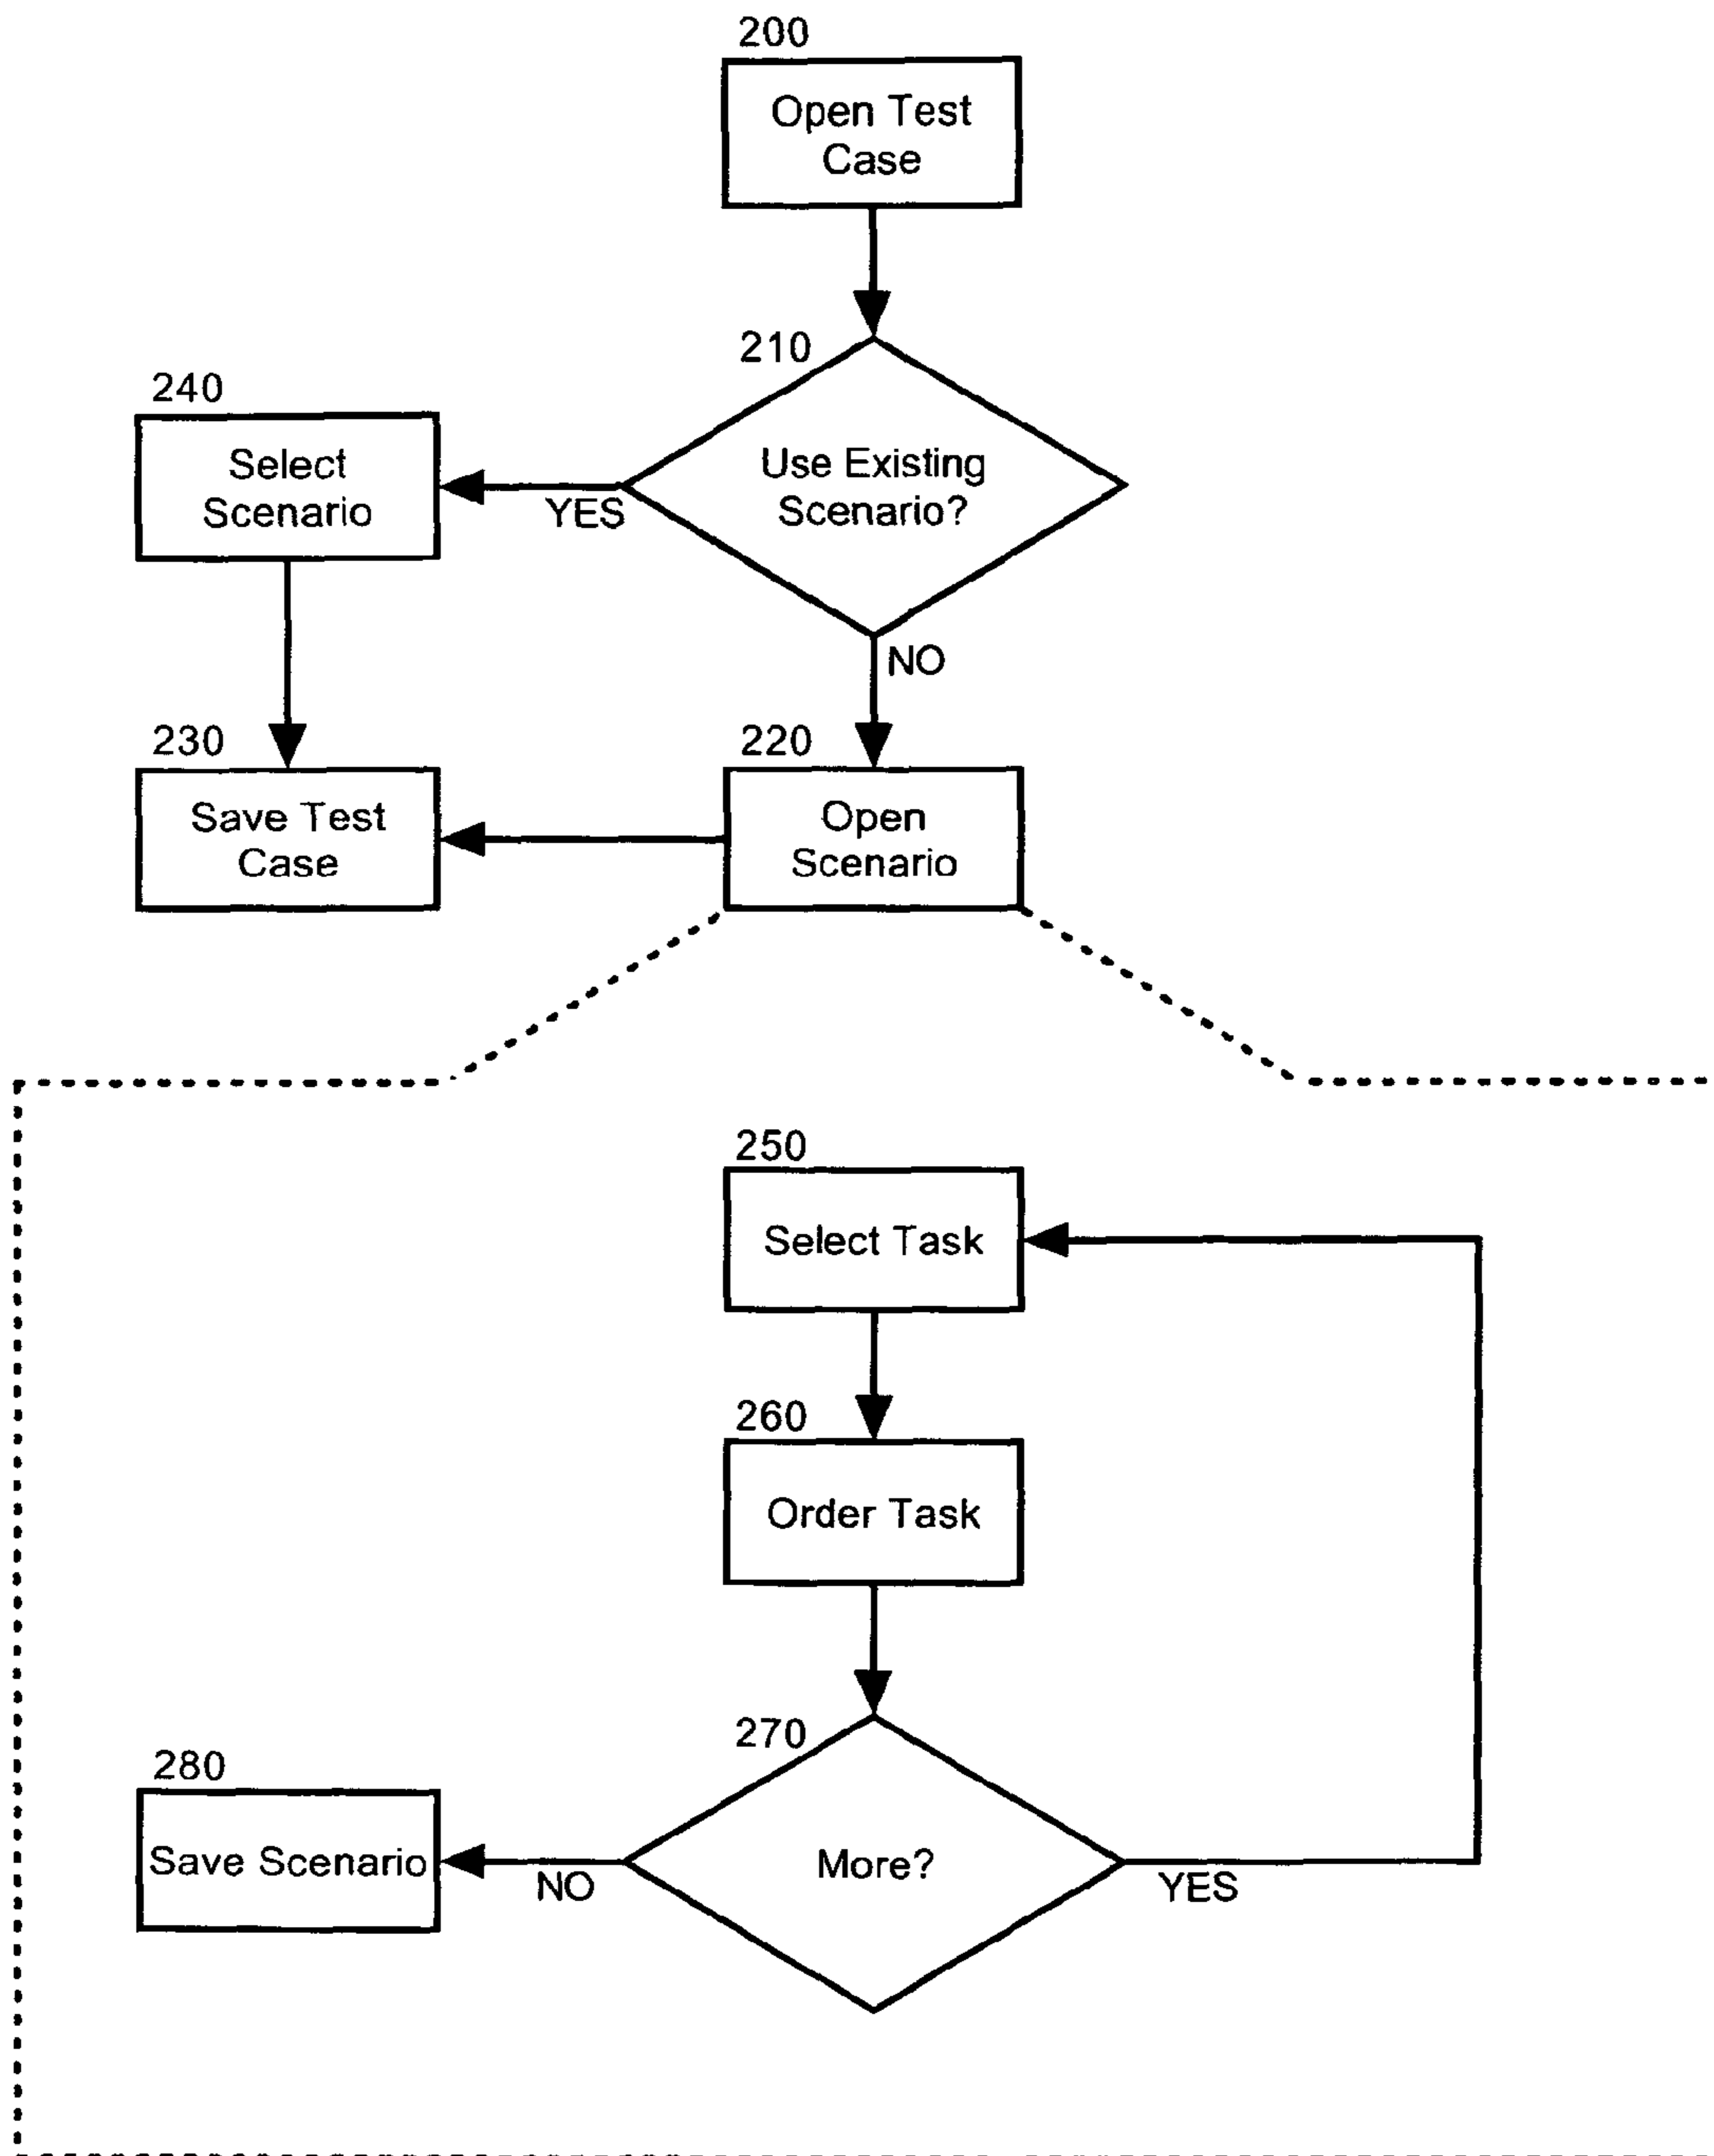 200
Open Test
Case
210
Use Existing
Scenario?
YES
NO
240
Select
Scenario
230
Save Test
Case
220
Open
Scenario
250
Select Task
260
Order Task
270
More?
NO
YES
280
Save Scenario